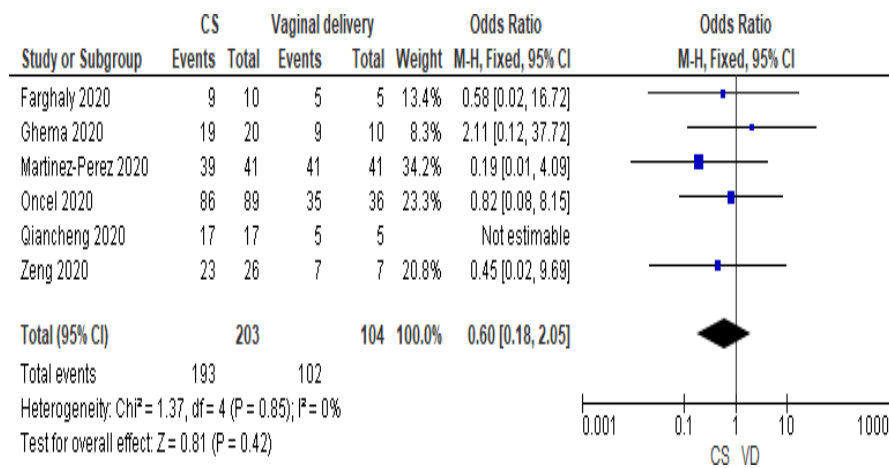 CS Vaginal delivery Odds Ratio Odds Ratio
Study or Subgroup Events Total Events Total Weight M-H, Fixed, 95% CI M-H, Fixed, 95% CI
Farghaly 2020 9 10 5 5 13.4% 0.58 [0.02, 16.72]
Ghema 2020 19 20 9 10 8.3% 2.11 [0.12, 37.72]
Martinez-Perez 2020 39 41 41 41 34.2% 0.19 [0.01, 4.09]
Oncel 2020 86 89 35 36 23.3% 0.82 [0.08, 8.15]
Qiancheng 2020 17 17 5 5 Not estimable
Zeng 2020 23 26 7 7 20.8% 0.45 [0.02, 9.69]
Total (95% CI) 203 104 100.0% 0.60 [0.18, 2.05]
Total events 193 102
Heterogeneity: Chi² = 1.37, df = 4 (P = 0.85); I² = 0%
Test for overall effect: Z = 0.81 (P = 0.42)
0.001 0.1 1 10 1000
CS VD